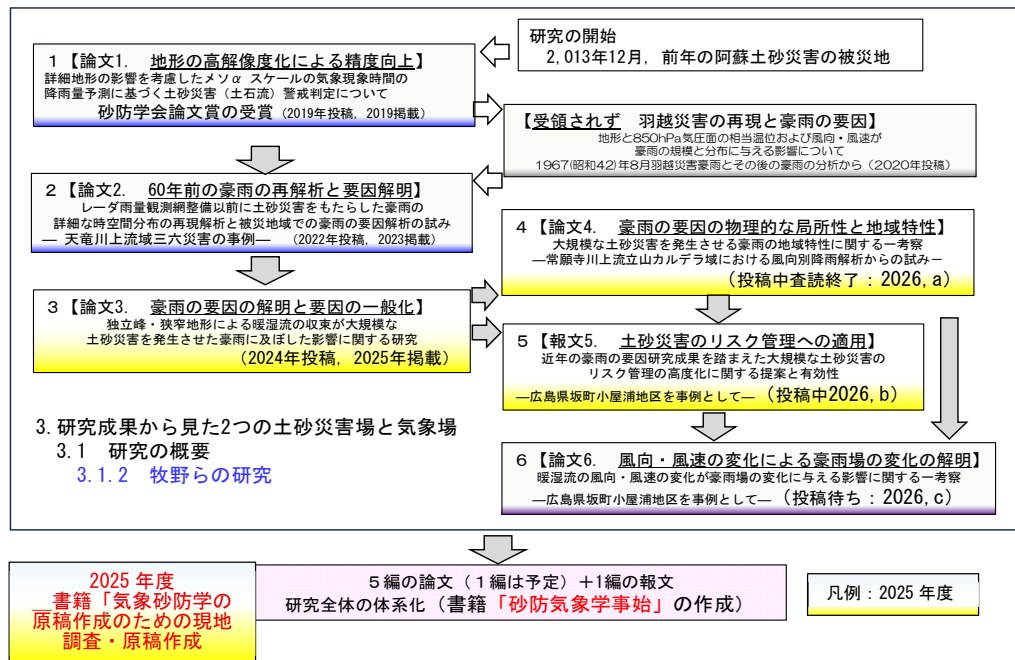 研究の開始
2,013年12月，前年の阿蘇土砂災害の被災地
1【論文1. 地形の高解像度化による精度向上】
詳細地形の影響を考慮したメソα スケールの気象現象時間の
降雨量予測に基づく土砂災害（土石流）警戒判定について
砂防学会論文賞の受賞（2019年投稿，2019掲載）
【受領されず 羽越災害の再現と豪雨の要因】
地形と850hPa気圧面の相当温位および風向・風速が
豪雨の規模と分布に与える影響について
1967(昭和42)年8月羽越災害豪雨とその後の豪雨の分析から（2020年投稿）
2【論文2. 60年前の豪雨の再解析と要因解明】
レーダ雨量観測網整備以前に土砂災害をもたらした豪雨の
詳細な時空間分布の再現解析と被災地域での豪雨の要因解析の試み
― 天竜川上流域三六災害の事例― （2022年投稿，2023掲載）
4【論文4. 豪雨の要因の物理的な局所性と地域特性】
大規模な土砂災害を発生させる豪雨の地域特性に関する一考察
―常願寺川上流立山カルデラ域における風向別降雨解析からの試みー
（投稿中査読終了：2026，a）
3【論文3. 豪雨の要因の解明と要因の一般化】
独立峰・狭窄地形による暖湿流の収束が大規模な
土砂災害を発生させた豪雨に及ぼした影響に関する研究
（2024年投稿，2025年掲載）
5【報文5. 土砂災害のリスク管理への適用】
近年の豪雨の要因研究成果を踏まえた大規模な土砂災害の
リスク管理の高度化に関する提案と有効性
―広島県坂町小屋浦地区を事例として―（投稿中2026，b）
3.研究成果から見た2つの土砂災害場と気象場
3.1 研究の概要
3.1.2 牧野らの研究
6【論文6. 風向・風速の変化による豪雨場の変化の解明】
暖湿流の風向・風速の変化が豪雨場の変化に与える影響に関する一考察
―広島県坂町小屋浦地区を事例として―（投稿待ち：2026，c）
2025年度
書籍「気象砂防学の
原稿作成のための現地
調査・原稿作成
５編の論文（１編は予定）＋1編の報文
研究全体の体系化（書籍「砂防気象学事始」の作成）
凡例：2025 年度